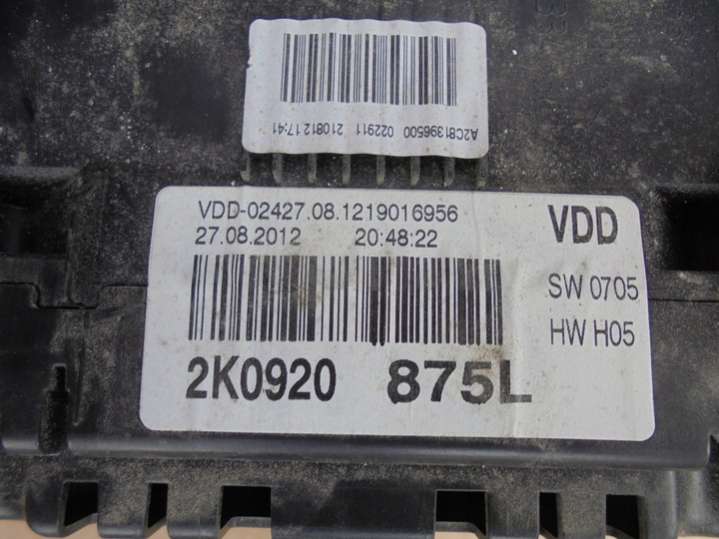 A2C81396500 022911 210812 17:41
VDD-02427.08.1219016956
27.08.2012 20:48:22
VDD
SW 0705
HW H05
2K0920 875L